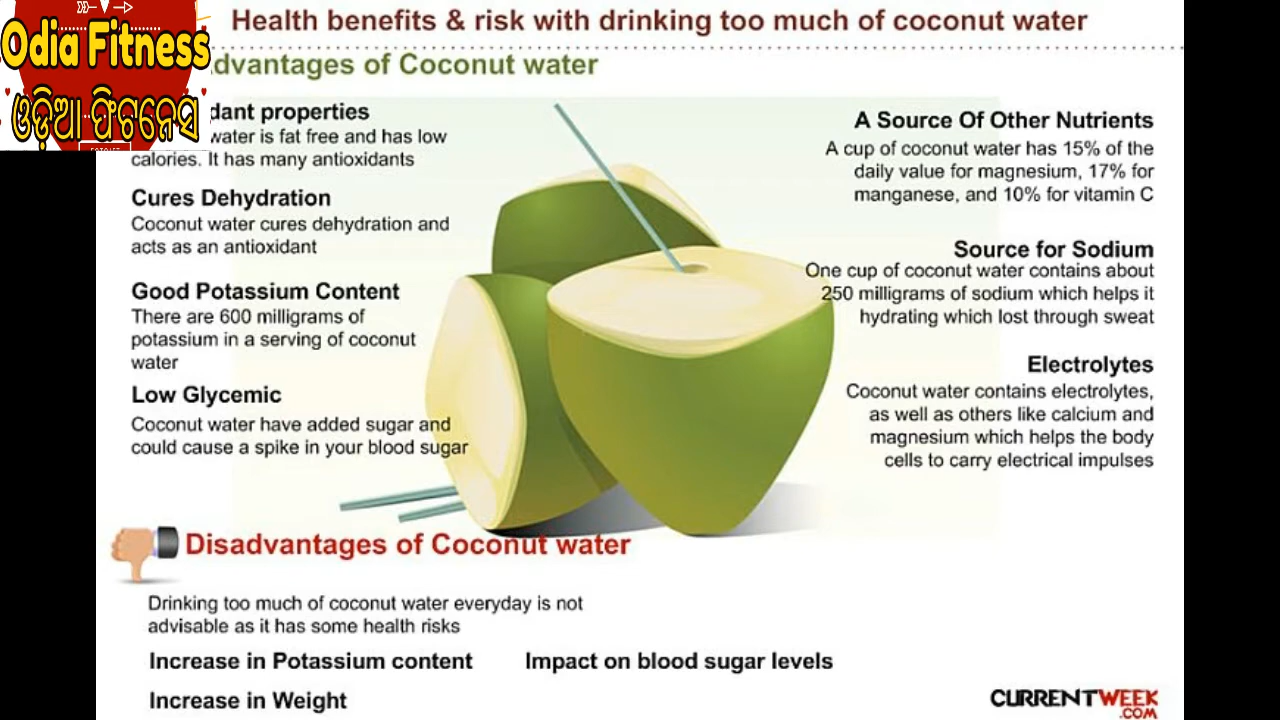 Health benefits & risk with drinking too much of coconut water
Odia Fitness
ଓଡ଼ିଆ ଫିଟନେସ
dvantages of Coconut water
dant properties
water is fat free and has low
calories. It has many antioxidants
Cures Dehydration
Coconut water cures dehydration and
acts as an antioxidant
Good Potassium Content
There are 600 milligrams of
potassium in a serving of coconut
water
Low Glycemic
Coconut water have added sugar and
could cause a spike in your blood sugar
A Source Of Other Nutrients
A cup of coconut water has 15% of the
daily value for magnesium, 17% for
manganese, and 10% for vitamin C
Source for Sodium
One cup of coconut water contains about
250 milligrams of sodium which helps it
hydrating which lost through sweat
Electrolytes
Coconut water contains electrolytes,
as well as others like calcium and
magnesium which helps the body
cells to carry electrical impulses
Disadvantages of Coconut water
Drinking too much of coconut water everyday is not
advisable as it has some health risks
Increase in Potassium content
Impact on blood sugar levels
Increase in Weight
CURRENTWEEK
.COM